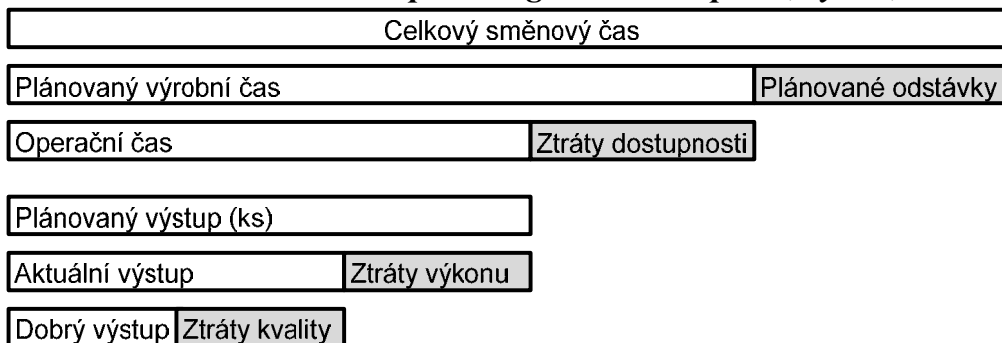 Celkový směnový čas
Plánovaný výrobní čas Plánované odstávky
Operační čas Ztráty dostupnosti
Plánovaný výstup (ks)
Aktuální výstup Ztráty výkonu
Dobrý výstup Ztráty kvality